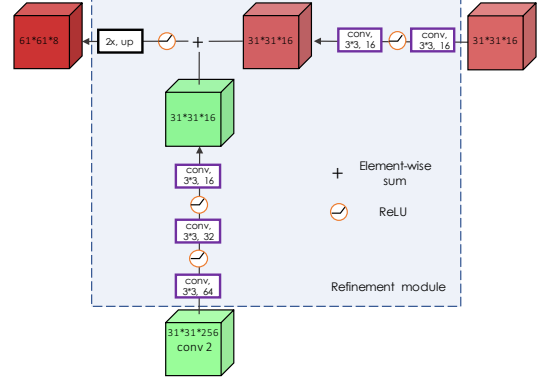 61*61*8
2x, up
+
31*31*16
conv,
3*3, 16
conv,
3*3, 16
31*31*16
31*31*16
conv,
3*3, 16
conv,
3*3, 32
conv,
3*3, 64
31*31*256
conv 2
+
Element-wise
sum
ReLU
Refinement module